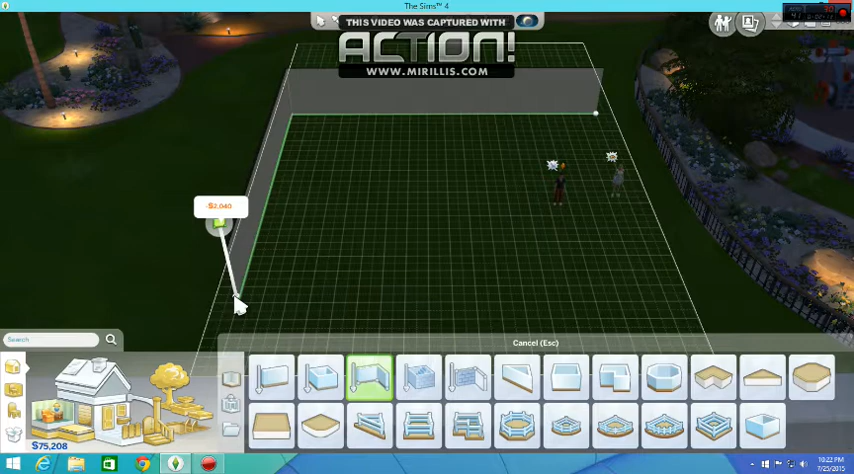 The Sims™ 4
THIS VIDEO WAS CAPTURED WITH
ACTION!
WWW.MIRILLIS.COM
-$2,040
Search
Cancel (Esc)
$75,208
10:22 PM
7/25/2015